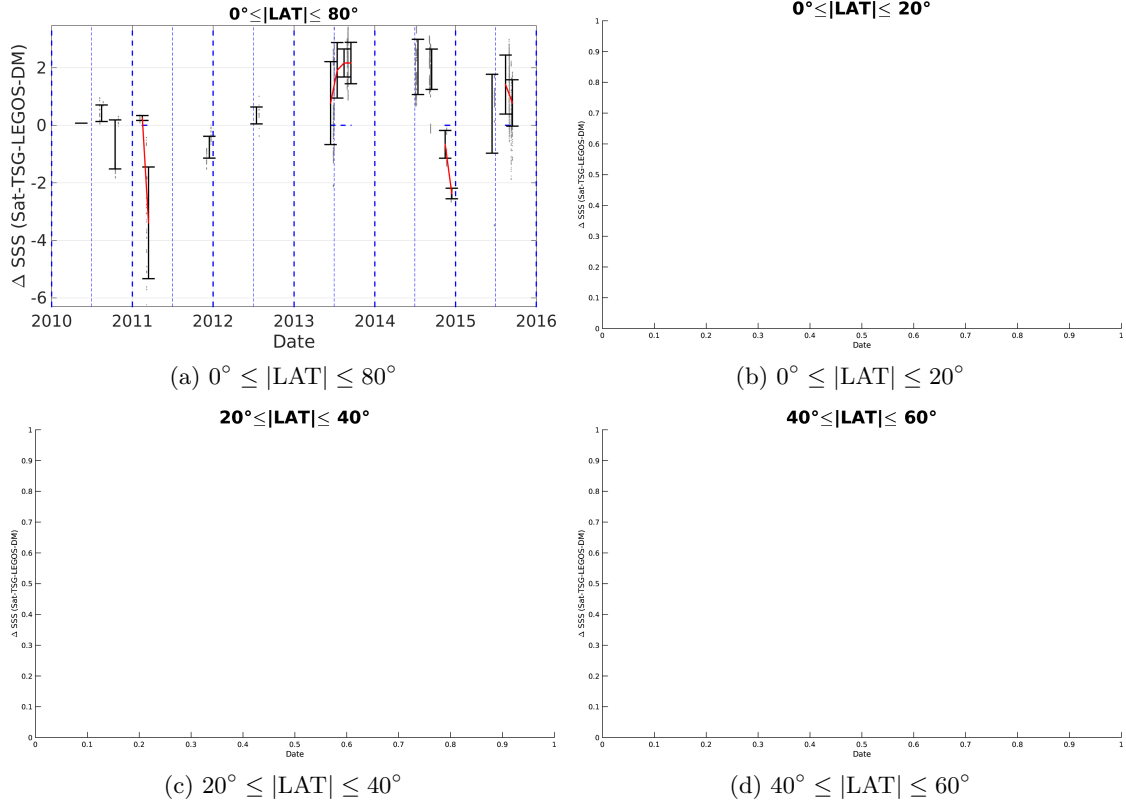 0°≤|LAT|≤ 80°
Δ SSS (Sat-TSG-LEGOS-DM)
2
0
-2
-4
-6
2010 2011 2012 2013 2014 2015 2016
Date
(a) 0° ≤ |LAT| ≤ 80°
0°≤|LAT|≤ 20°
Δ SSS (Sat-TSG-LEGOS-DM)
1
0.9
0.8
0.7
0.6
0.5
0.4
0.3
0.2
0.1
0
0 0.1 0.2 0.3 0.4 0.5 0.6 0.7 0.8 0.9 1
Date
(b) 0° ≤ |LAT| ≤ 20°
20°≤|LAT|≤ 40°
Δ SSS (Sat-TSG-LEGOS-DM)
1
0.9
0.8
0.7
0.6
0.5
0.4
0.3
0.2
0.1
0
0 0.1 0.2 0.3 0.4 0.5 0.6 0.7 0.8 0.9 1
Date
(c) 20° ≤ |LAT| ≤ 40°
40°≤|LAT|≤ 60°
Δ SSS (Sat-TSG-LEGOS-DM)
1
0.9
0.8
0.7
0.6
0.5
0.4
0.3
0.2
0.1
0
0 0.1 0.2 0.3 0.4 0.5 0.6 0.7 0.8 0.9 1
Date
(d) 40° ≤ |LAT| ≤ 60°